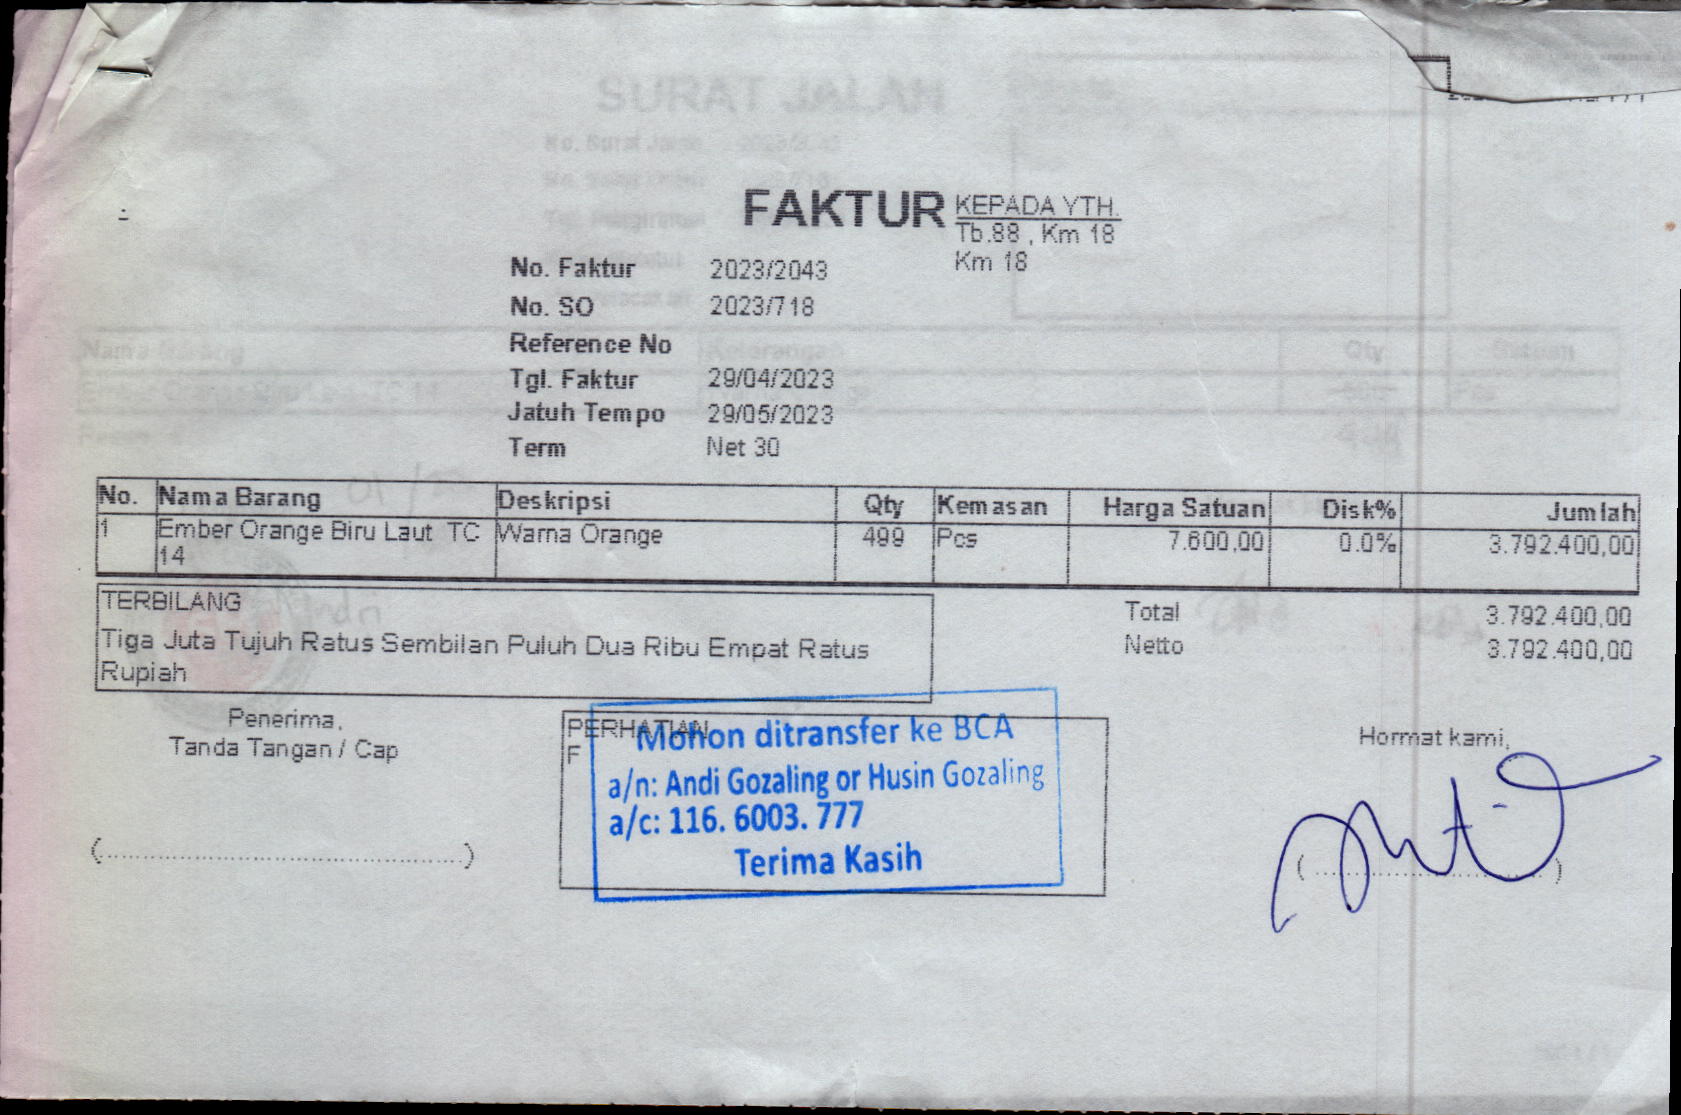 FAKTUR
KEPADA YTH.
Tb.88 , Km 18
Km 18
No. Faktur 2023/2043
No. SO 2023/718
Reference No
Tgl. Faktur 29/04/2023
Jatuh Tempo 29/05/2023
Term Net 30
No. Nama Barang Deskripsi Qty Kemasan Harga Satuan Disk% Jumlah
1 Ember Orange Biru Laut TC 14 Warna Orange 499 Pcs 7.600,00 0.0% 3.792.400,00
TERBILANG
Tiga Juta Tujuh Ratus Sembilan Puluh Dua Ribu Empat Ratus
Rupiah
Total 3.792.400,00
Netto 3.792.400,00
Penerima,
Tanda Tangan / Cap
PERHATIAN
F
Mohon ditransfer ke BCA
a/n: Andi Gozaling or Husin Gozaling
a/c: 116. 6003. 777
Terima Kasih
Hormat kami,